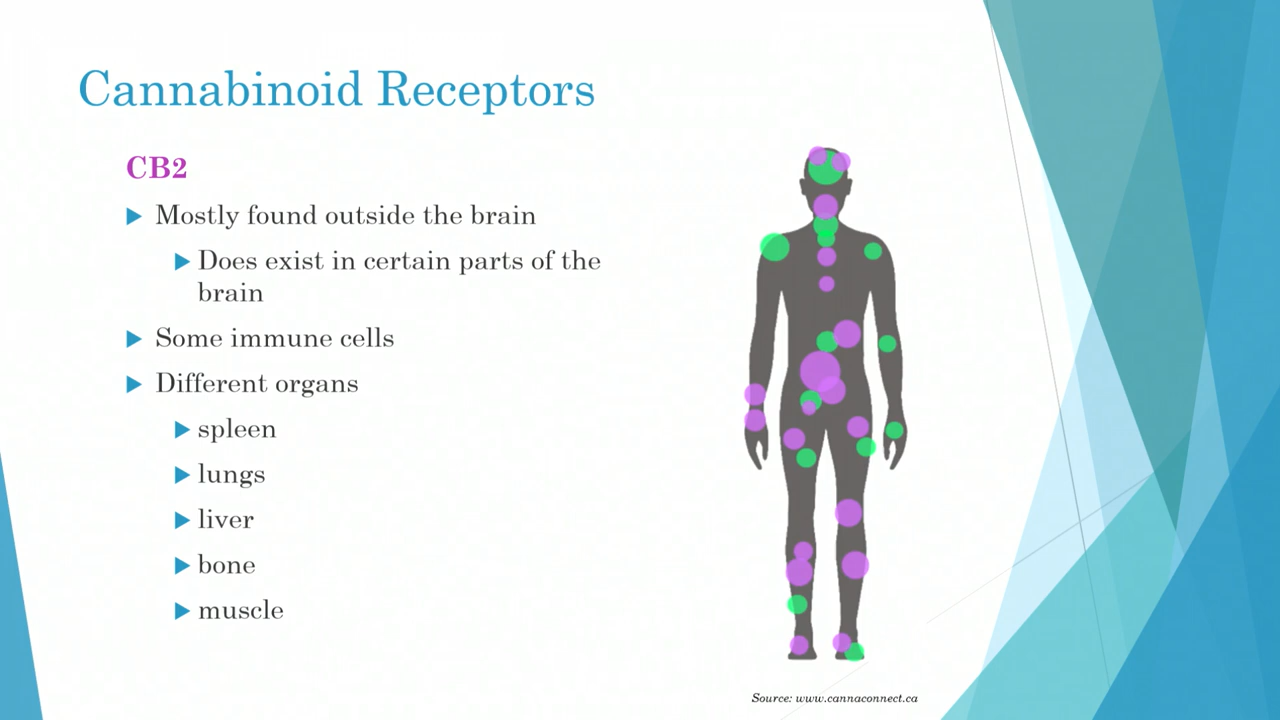 Cannabinoid Receptors
CB2
Mostly found outside the brain
Does exist in certain parts of the
brain
Some immune cells
Different organs
spleen
lungs
liver
bone
muscle
Source: www.cannaconnect.ca